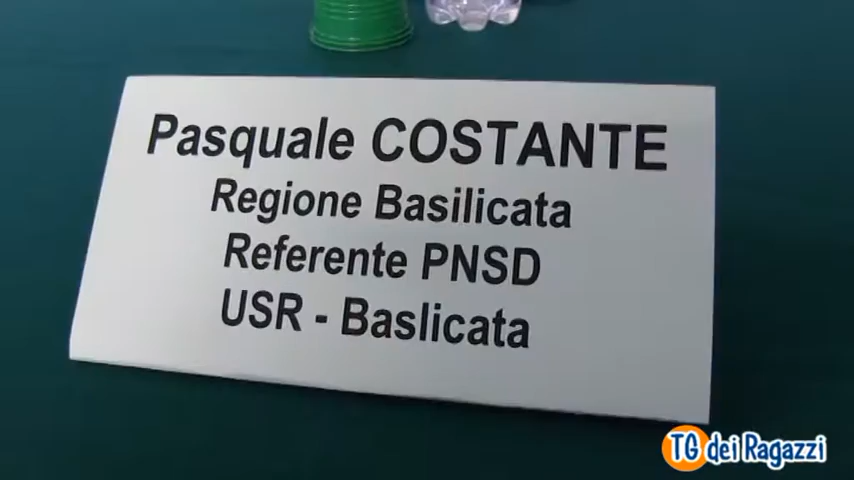 Pasquale COSTANTE
Regione Basilicata
Referente PNSD
USR - Baslicata
TG dei Ragazzi